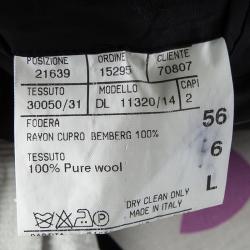 POSIZIONE ORDINE CLIENTE
21639 15295 70807
TESSUTO MODELLO CAPI
30050/31 DL 11320/14 2
FODERA 56
RAYON CUPRO BEMBERG 100%
6
TESSUTO
100% Pure wool
L
DRY CLEAN ONLY
MADE IN ITALY